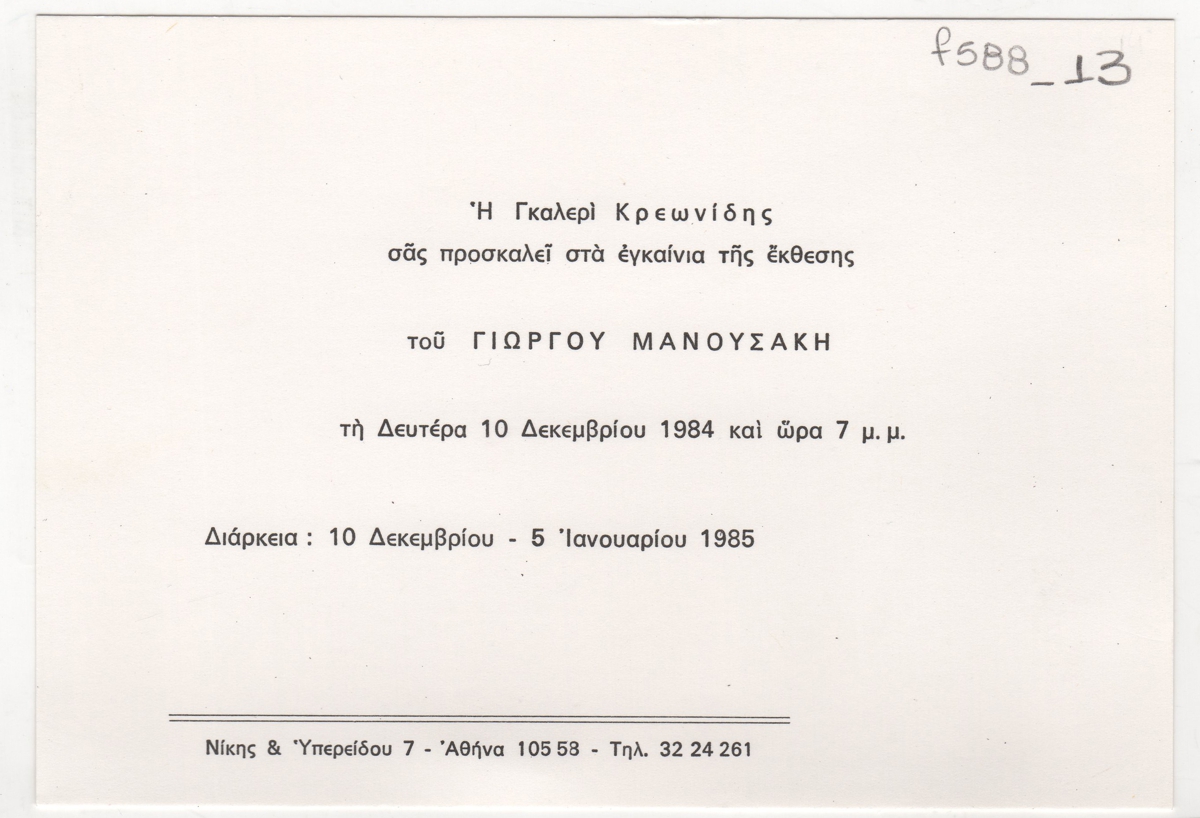 f588_13
Ἡ Γκαλερὶ Κρεωνίδης
σᾶς προσκαλεῖ στὰ ἐγκαίνια τῆς ἔκθεσης
τοῦ ΓΙΩΡΓΟΥ ΜΑΝΟΥΣΑΚΗ
τὴ Δευτέρα 10 Δεκεμβρίου 1984 καὶ ὥρα 7 μ.μ.
Διάρκεια : 10 Δεκεμβρίου - 5 Ἰανουαρίου 1985
Νίκης & Ὑπερείδου 7 - Ἀθήνα 105 58 - Τηλ. 32 24 261